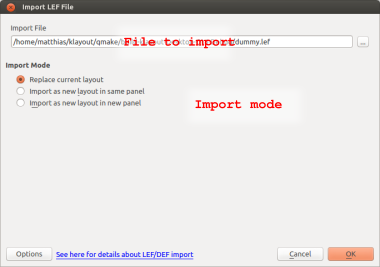 Import LEF File
Import File
/home/matthias/klayout/qmake/ /dummy.lef
File to import
...
Import Mode
Replace current layout
Import as new layout in same panel
Import as new layout in new panel
Import mode
Options
See here for details about LEF/DEF import
Cancel
OK